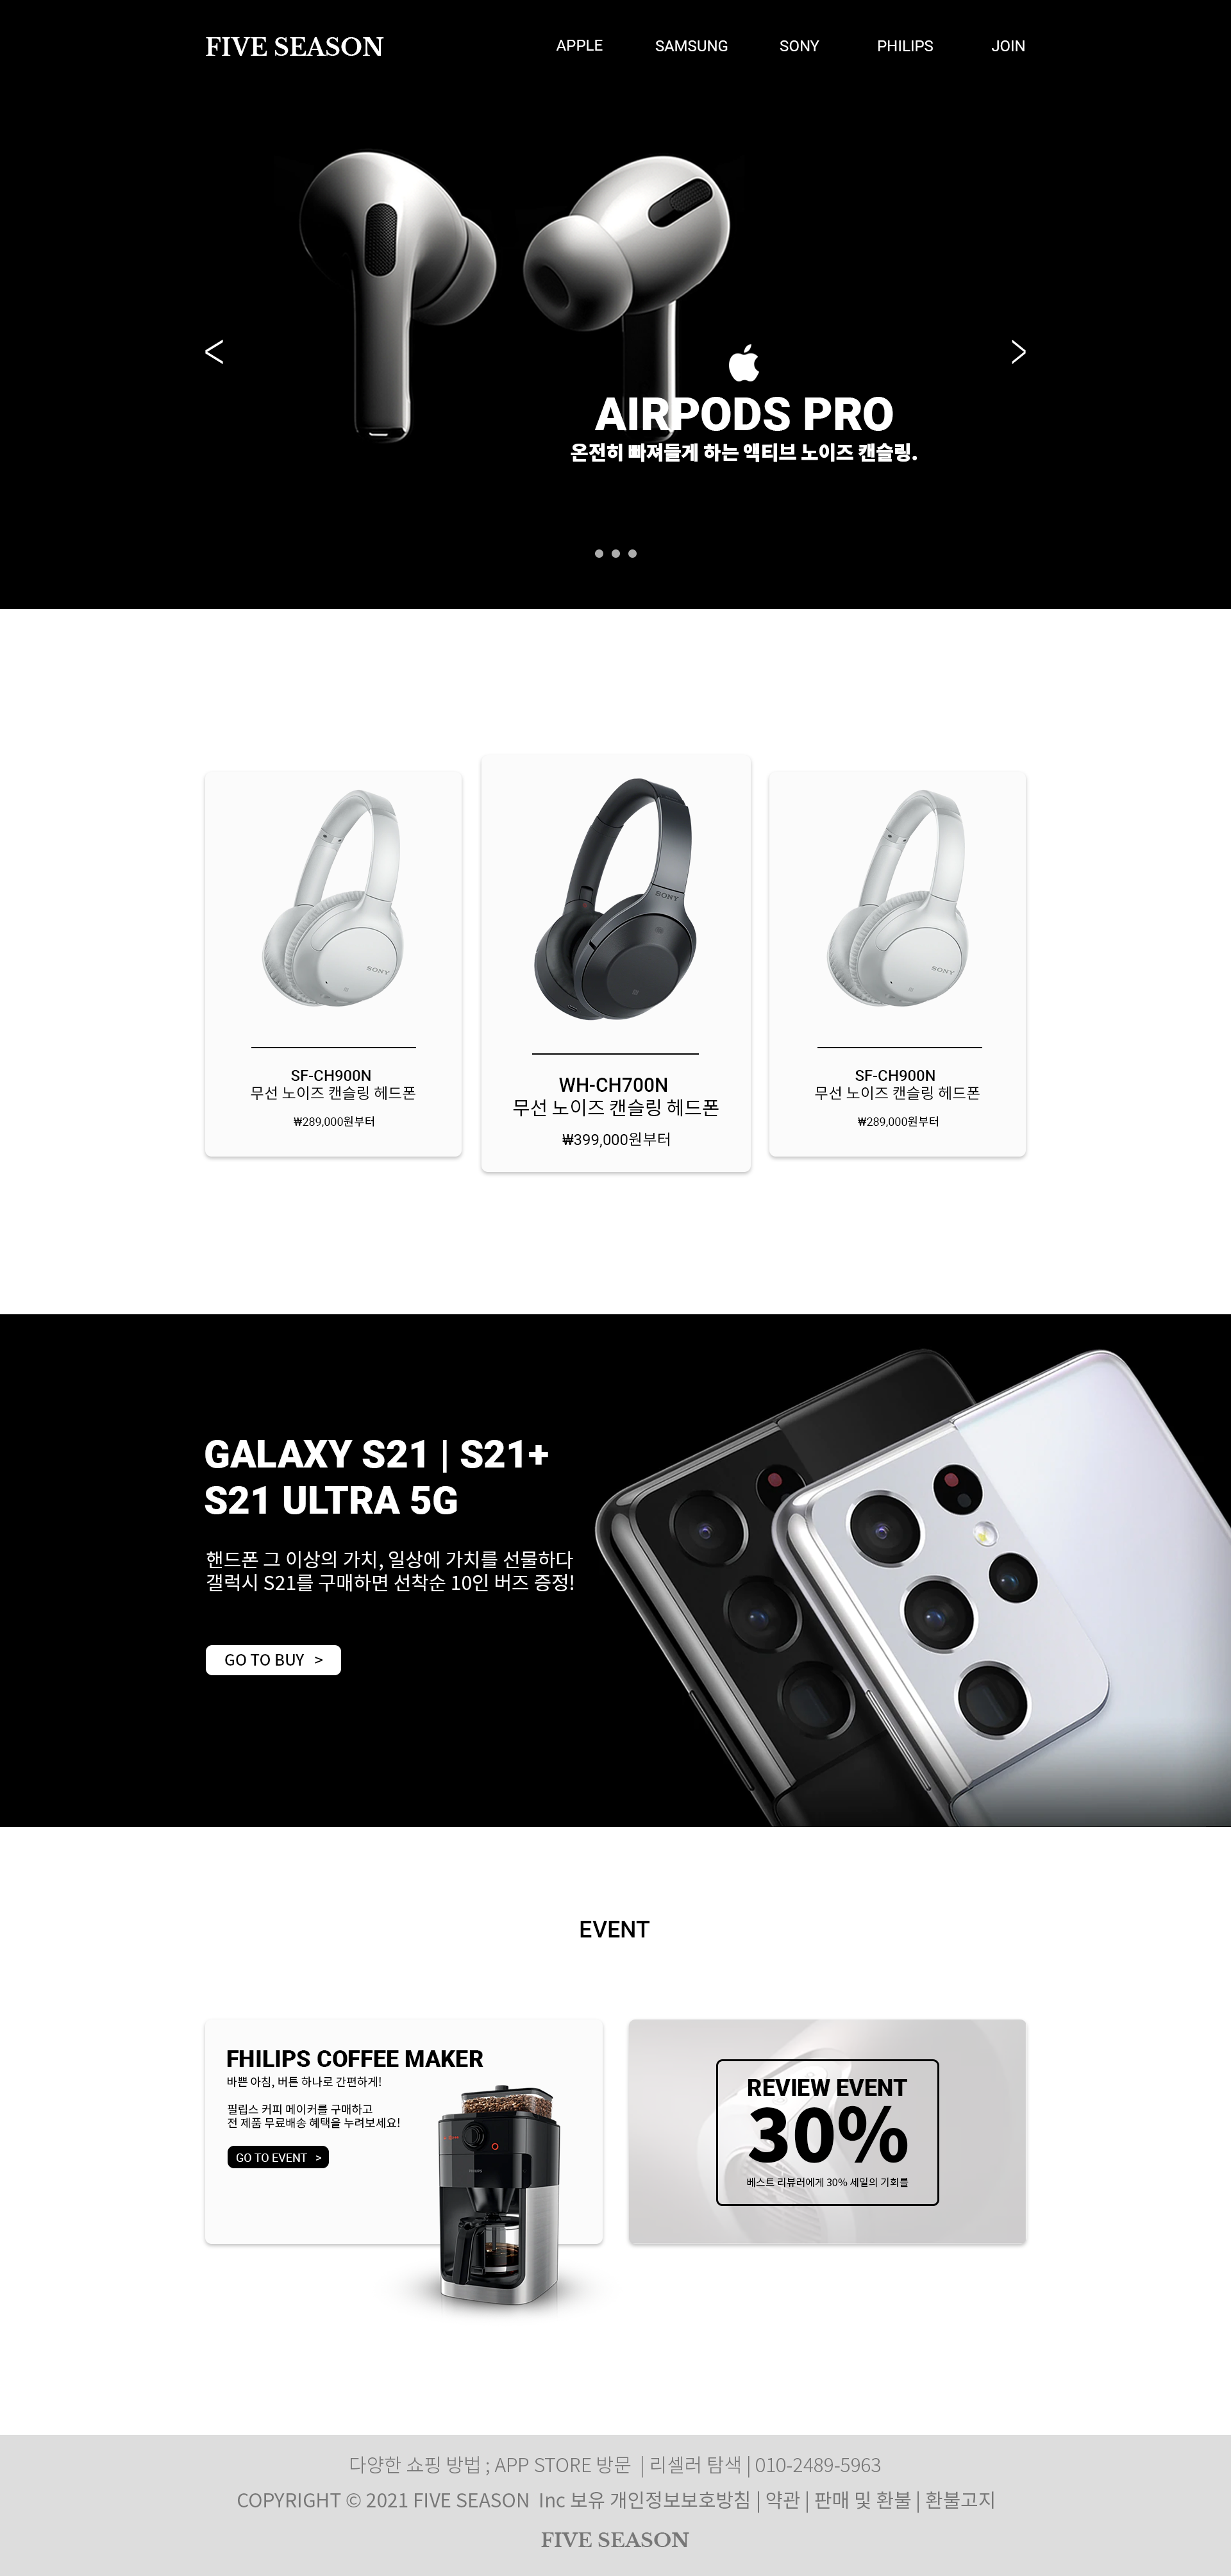 FIVE SEASON
APPLE SAMSUNG SONY PHILIPS JOIN
< >
AIRPODS PRO
온전히 빠져들게 하는 액티브 노이즈 캔슬링.
SONY
SONY
SONY
SF-CH900N
무선 노이즈 캔슬링 헤드폰
₩289,000원부터
WH-CH700N
무선 노이즈 캔슬링 헤드폰
₩399,000원부터
SF-CH900N
무선 노이즈 캔슬링 헤드폰
₩289,000원부터
GALAXY S21 | S21+
S21 ULTRA 5G
핸드폰 그 이상의 가치, 일상에 가치를 선물하다
갤럭시 S21를 구매하면 선착순 10인 버즈 증정!
GO TO BUY >
EVENT
FHILIPS COFFEE MAKER
바쁜 아침, 버튼 하나로 간편하게!
필립스 커피 메이커를 구매하고
전 제품 무료배송 혜택을 누려보세요!
GO TO EVENT >
REVIEW EVENT
30%
베스트 리뷰러에게 30% 세일의 기회를
다양한 쇼핑 방법 ; APP STORE 방문 | 리셀러 탐색 | 010-2489-5963
COPYRIGHT © 2021 FIVE SEASON Inc 보유 개인정보보호방침 | 약관 | 판매 및 환불 | 환불고지
FIVE SEASON